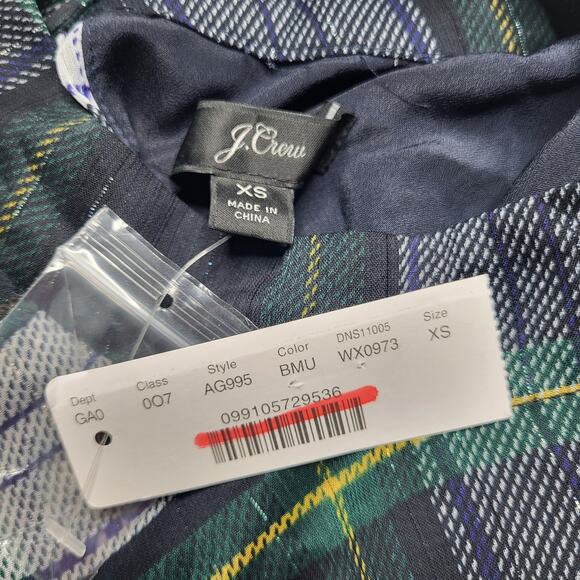 J.Crew
XS
MADE IN
CHINA
Dept Class Style Color DNS11005 Size
GA0 0O7 AG995 BMU WX0973 XS
099105729536